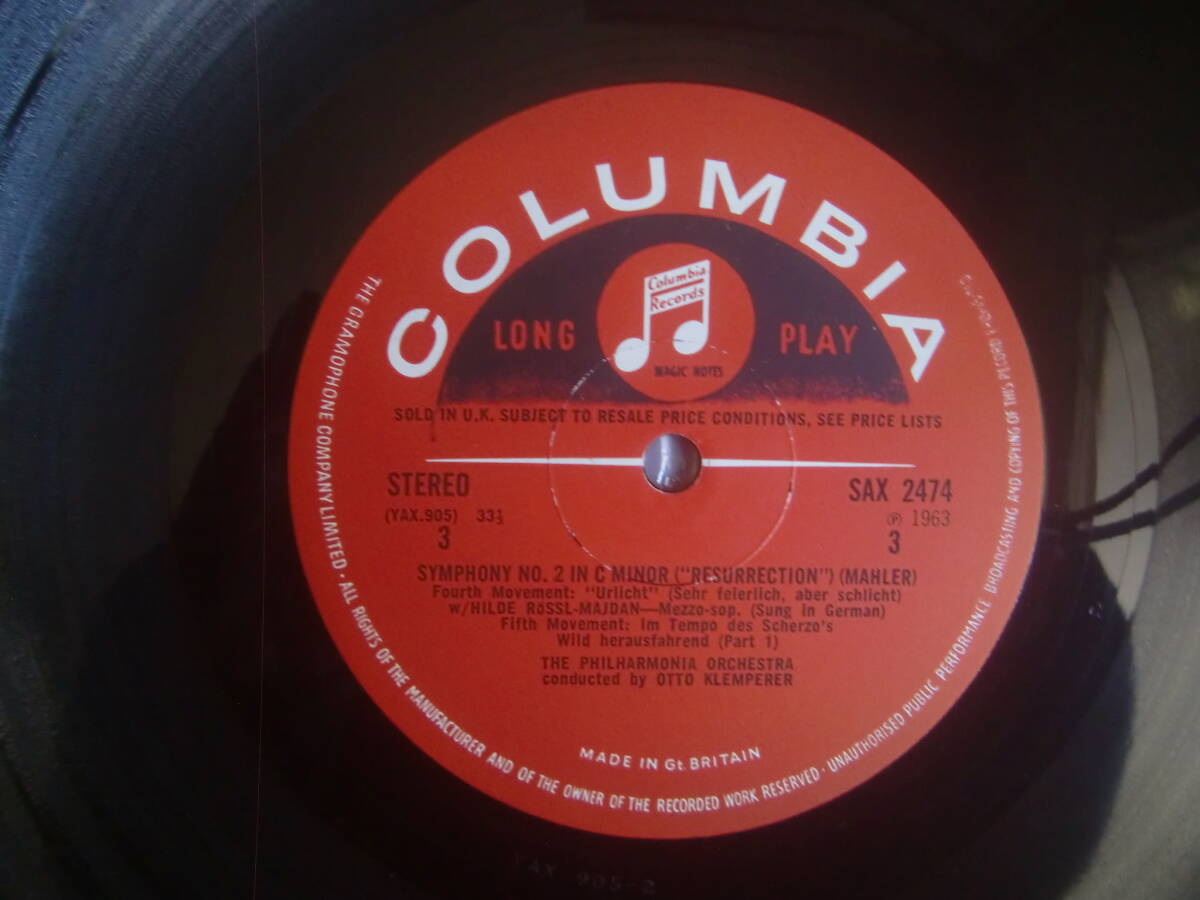 COLUMBIA
Columbia
Records
LONG PLAY
MAGIC NOTES
SOLD IN U.K. SUBJECT TO RESALE PRICE CONDITIONS, SEE PRICE LISTS
STEREO SAX 2474
(YAX.905) 33⅓ ℗ 1963
3 3
SYMPHONY NO. 2 IN C MINOR ("RESURRECTION") (MAHLER)
Fourth Movement: "Urlicht" (Sehr feierlich, aber schlicht)
w/HILDE RöSSL-MAJDAN—Mezzo-sop. (Sung in German)
Fifth Movement: Im Tempo des Scherzo's
Wild herausfahrend (Part 1)
THE PHILHARMONIA ORCHESTRA
conducted by OTTO KLEMPERER
MADE IN Gt. BRITAIN
THE GRAMOPHONE COMPANY LIMITED · ALL RIGHTS OF THE MANUFACTURER AND OF THE OWNER OF THE RECORDED WORK RESERVED · UNAUTHORISED PUBLIC PERFORMANCE BROADCASTING AND COPYING OF THIS RECORD PROHIBITED
YAX 905-2